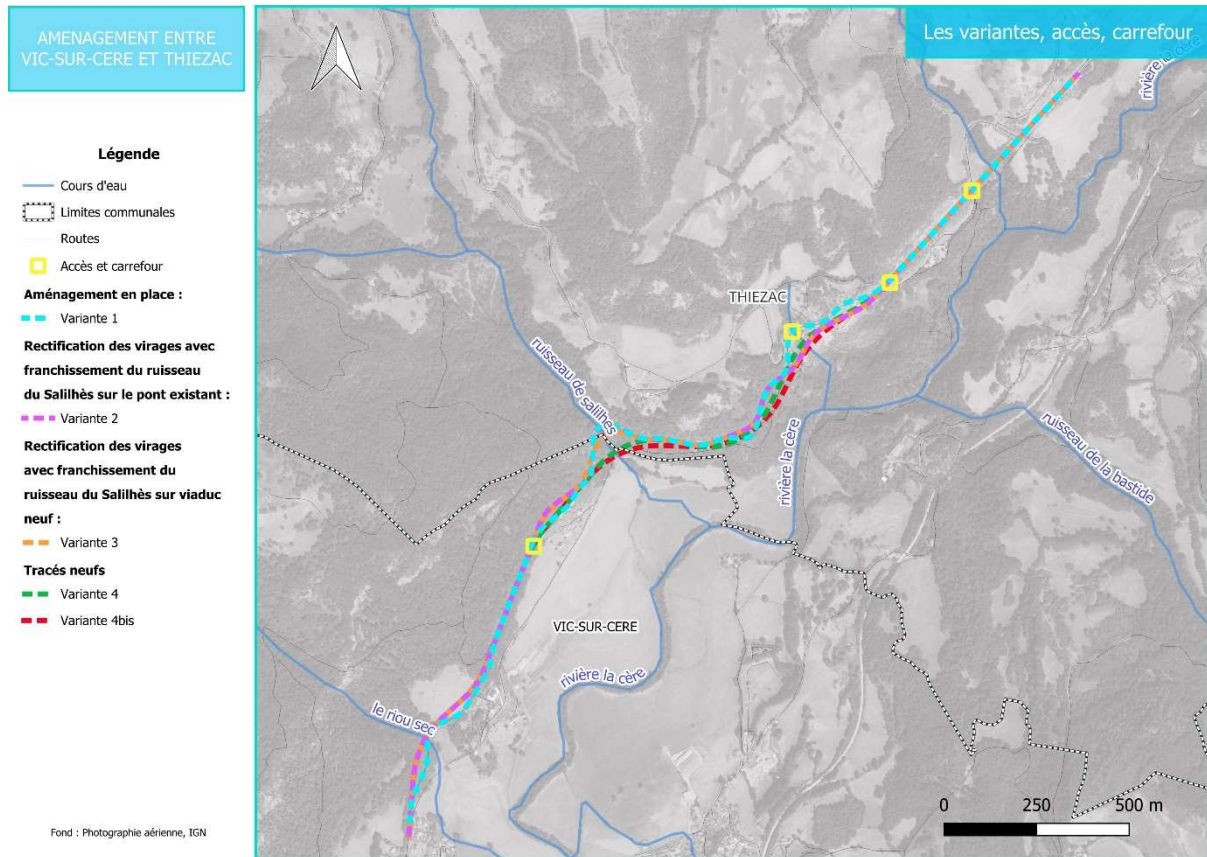 AMENAGEMENT ENTRE
VIC-SUR-CERE ET THIEZAC
Légende
Cours d'eau
Limites communales
Routes
Accès et carrefour
Aménagement en place :
Variante 1
Rectification des virages avec
franchissement du ruisseau
du Salilhès sur le pont existant :
Variante 2
Rectification des virages
avec franchissement du
ruisseau du Salilhès sur viaduc
neuf :
Variante 3
Tracés neufs
Variante 4
Variante 4bis
Fond : Photographie aérienne, IGN
Les variantes, accès, carrefour
rivière la cère
THIEZAC
ruisseau de salilhes
rivière la cère
ruisseau de la bastide
VIC-SUR-CERE
rivière la cère
le riou sec
0 250 500 m